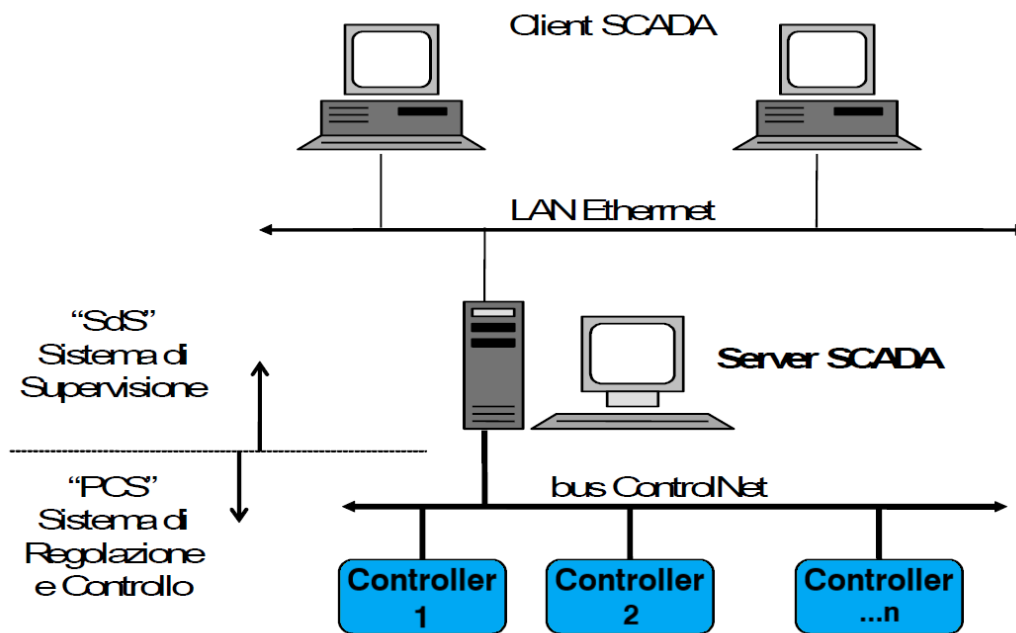 Client SCADA
LAN Ethermet
"SdS"
Sistema di
Supervisione
Server SCADA
"PCS"
Sistema di
Regolazione
e Controllo
bus ControlNet
Controller
1
Controller
2
Controller
...n